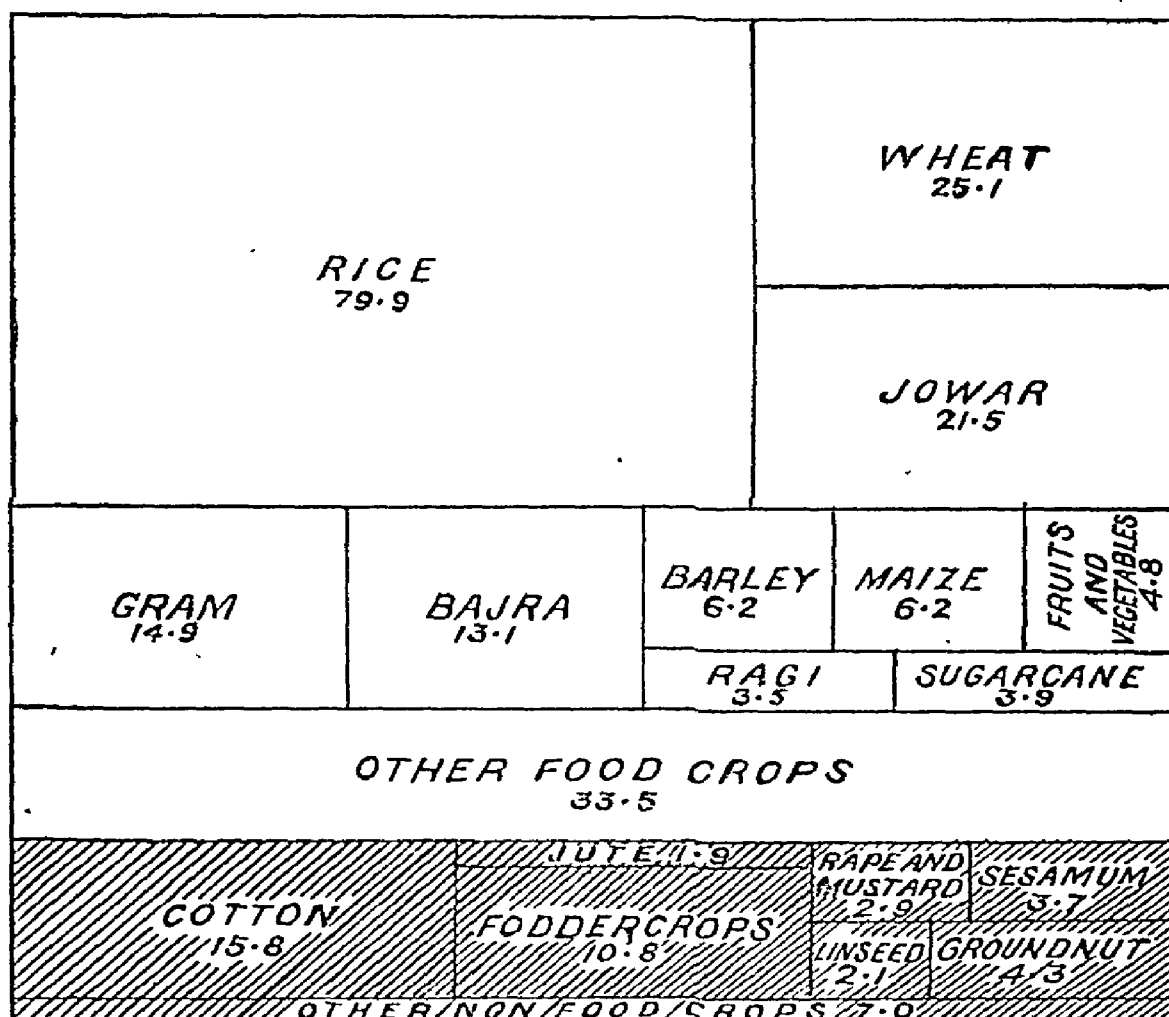 RICE
79·9
WHEAT
25·1
JOWAR
21·5
GRAM
14·9
BAJRA
13·1
BARLEY
6·2
MAIZE
6·2
FRUITS
AND
VEGETABLES
4·8
RAGI
3·5
SUGARCANE
3·9
OTHER FOOD CROPS
33·5
COTTON
15·8
JUTE 1·9
FODDER CROPS
10·8
RAPE AND
MUSTARD
2·9
SESAMUM
3·7
LINSEED
2·1
GROUNDNUT
4·3
OTHER NON FOOD CROPS